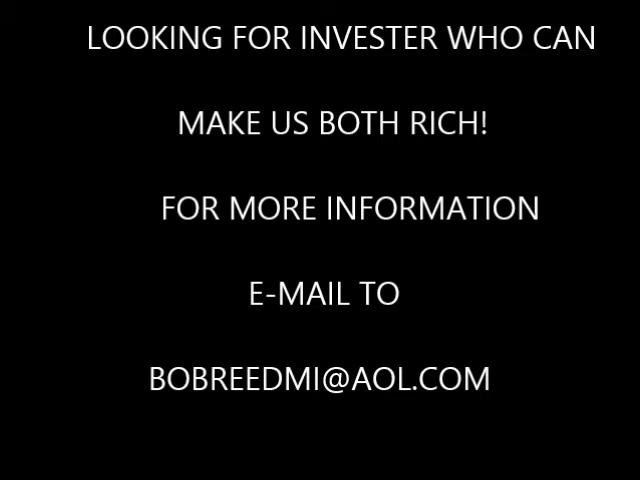 LOOKING FOR INVESTER WHO CAN
MAKE US BOTH RICH!
FOR MORE INFORMATION
E-MAIL TO
BOBREEDMI@AOL.COM